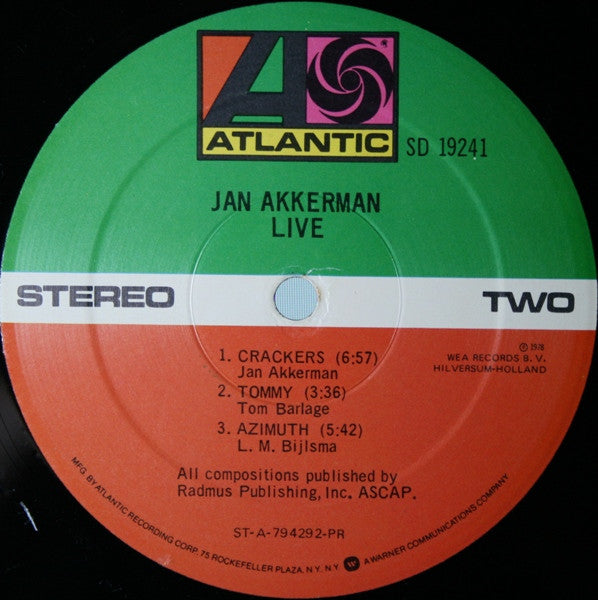 ATLANTIC
SD 19241
JAN AKKERMAN
LIVE
STEREO
TWO
1. CRACKERS (6:57)
Jan Akkerman
2. TOMMY (3:36)
Tom Barlage
3. AZIMUTH (5:42)
L. M. Bijlsma
℗ 1978
WEA RECORDS B. V.
HILVERSUM-HOLLAND
All compositions published by
Radmus Publishing, Inc. ASCAP.
ST-A-794292-PR
MFG. BY ATLANTIC RECORDING CORP. 75 ROCKEFELLER PLAZA, N.Y. N.Y. W A WARNER COMMUNICATIONS COMPANY